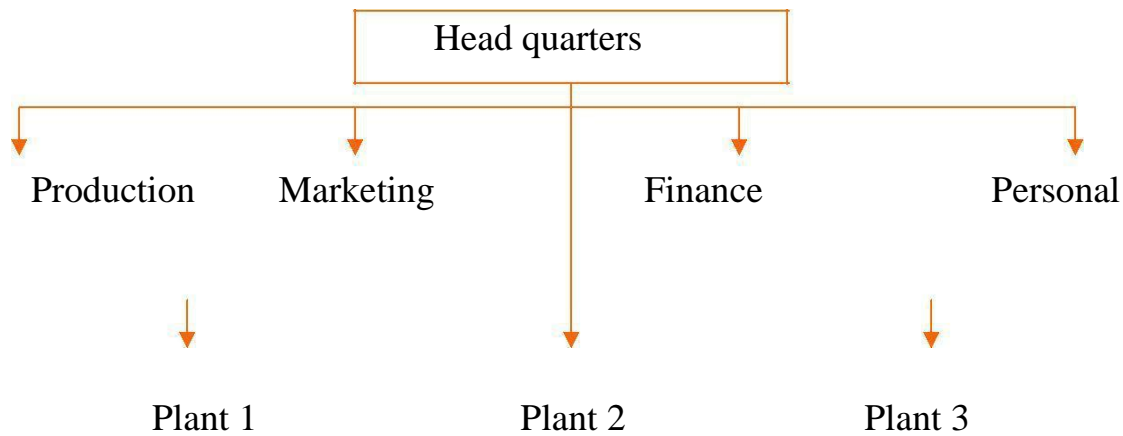 Head quarters
Production Marketing Finance Personal
Plant 1 Plant 2 Plant 3